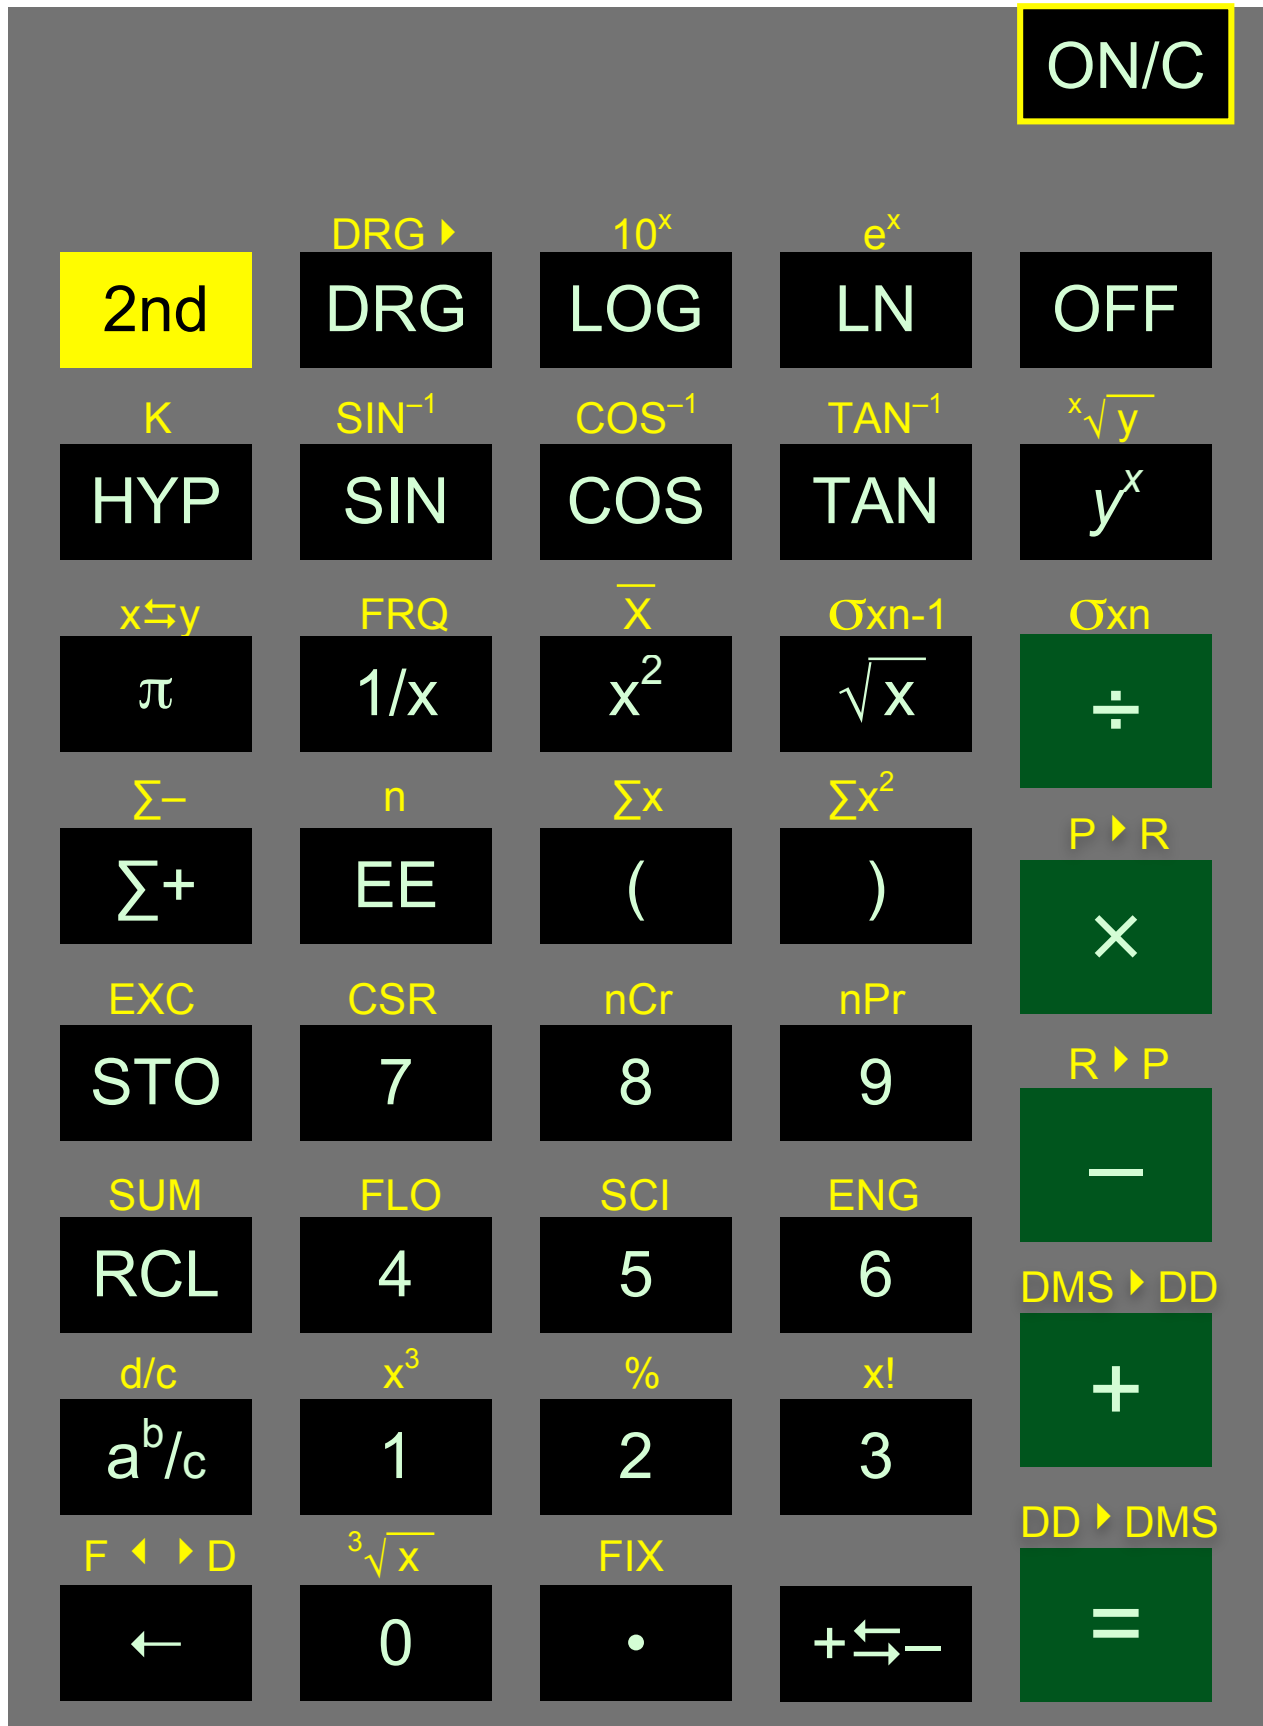 ON/C
DRG ▸ 10ˣ eˣ
2nd DRG LOG LN OFF
K SIN⁻¹ COS⁻¹ TAN⁻¹ ˣ√y
HYP SIN COS TAN yˣ
x⇆y FRQ X̅ σxn-1 σxn
π 1/x x² √x ÷
∑– n ∑x ∑x² P ▸ R
∑+ EE ( ) ×
EXC CSR nCr nPr R ▸ P
STO 7 8 9 –
SUM FLO SCI ENG DMS ▸ DD
RCL 4 5 6 +
d/c x³ % x!
aᵇ/c 1 2 3
F ◂ ▸ D ³√x FIX DD ▸ DMS
← 0 • +⇆– =